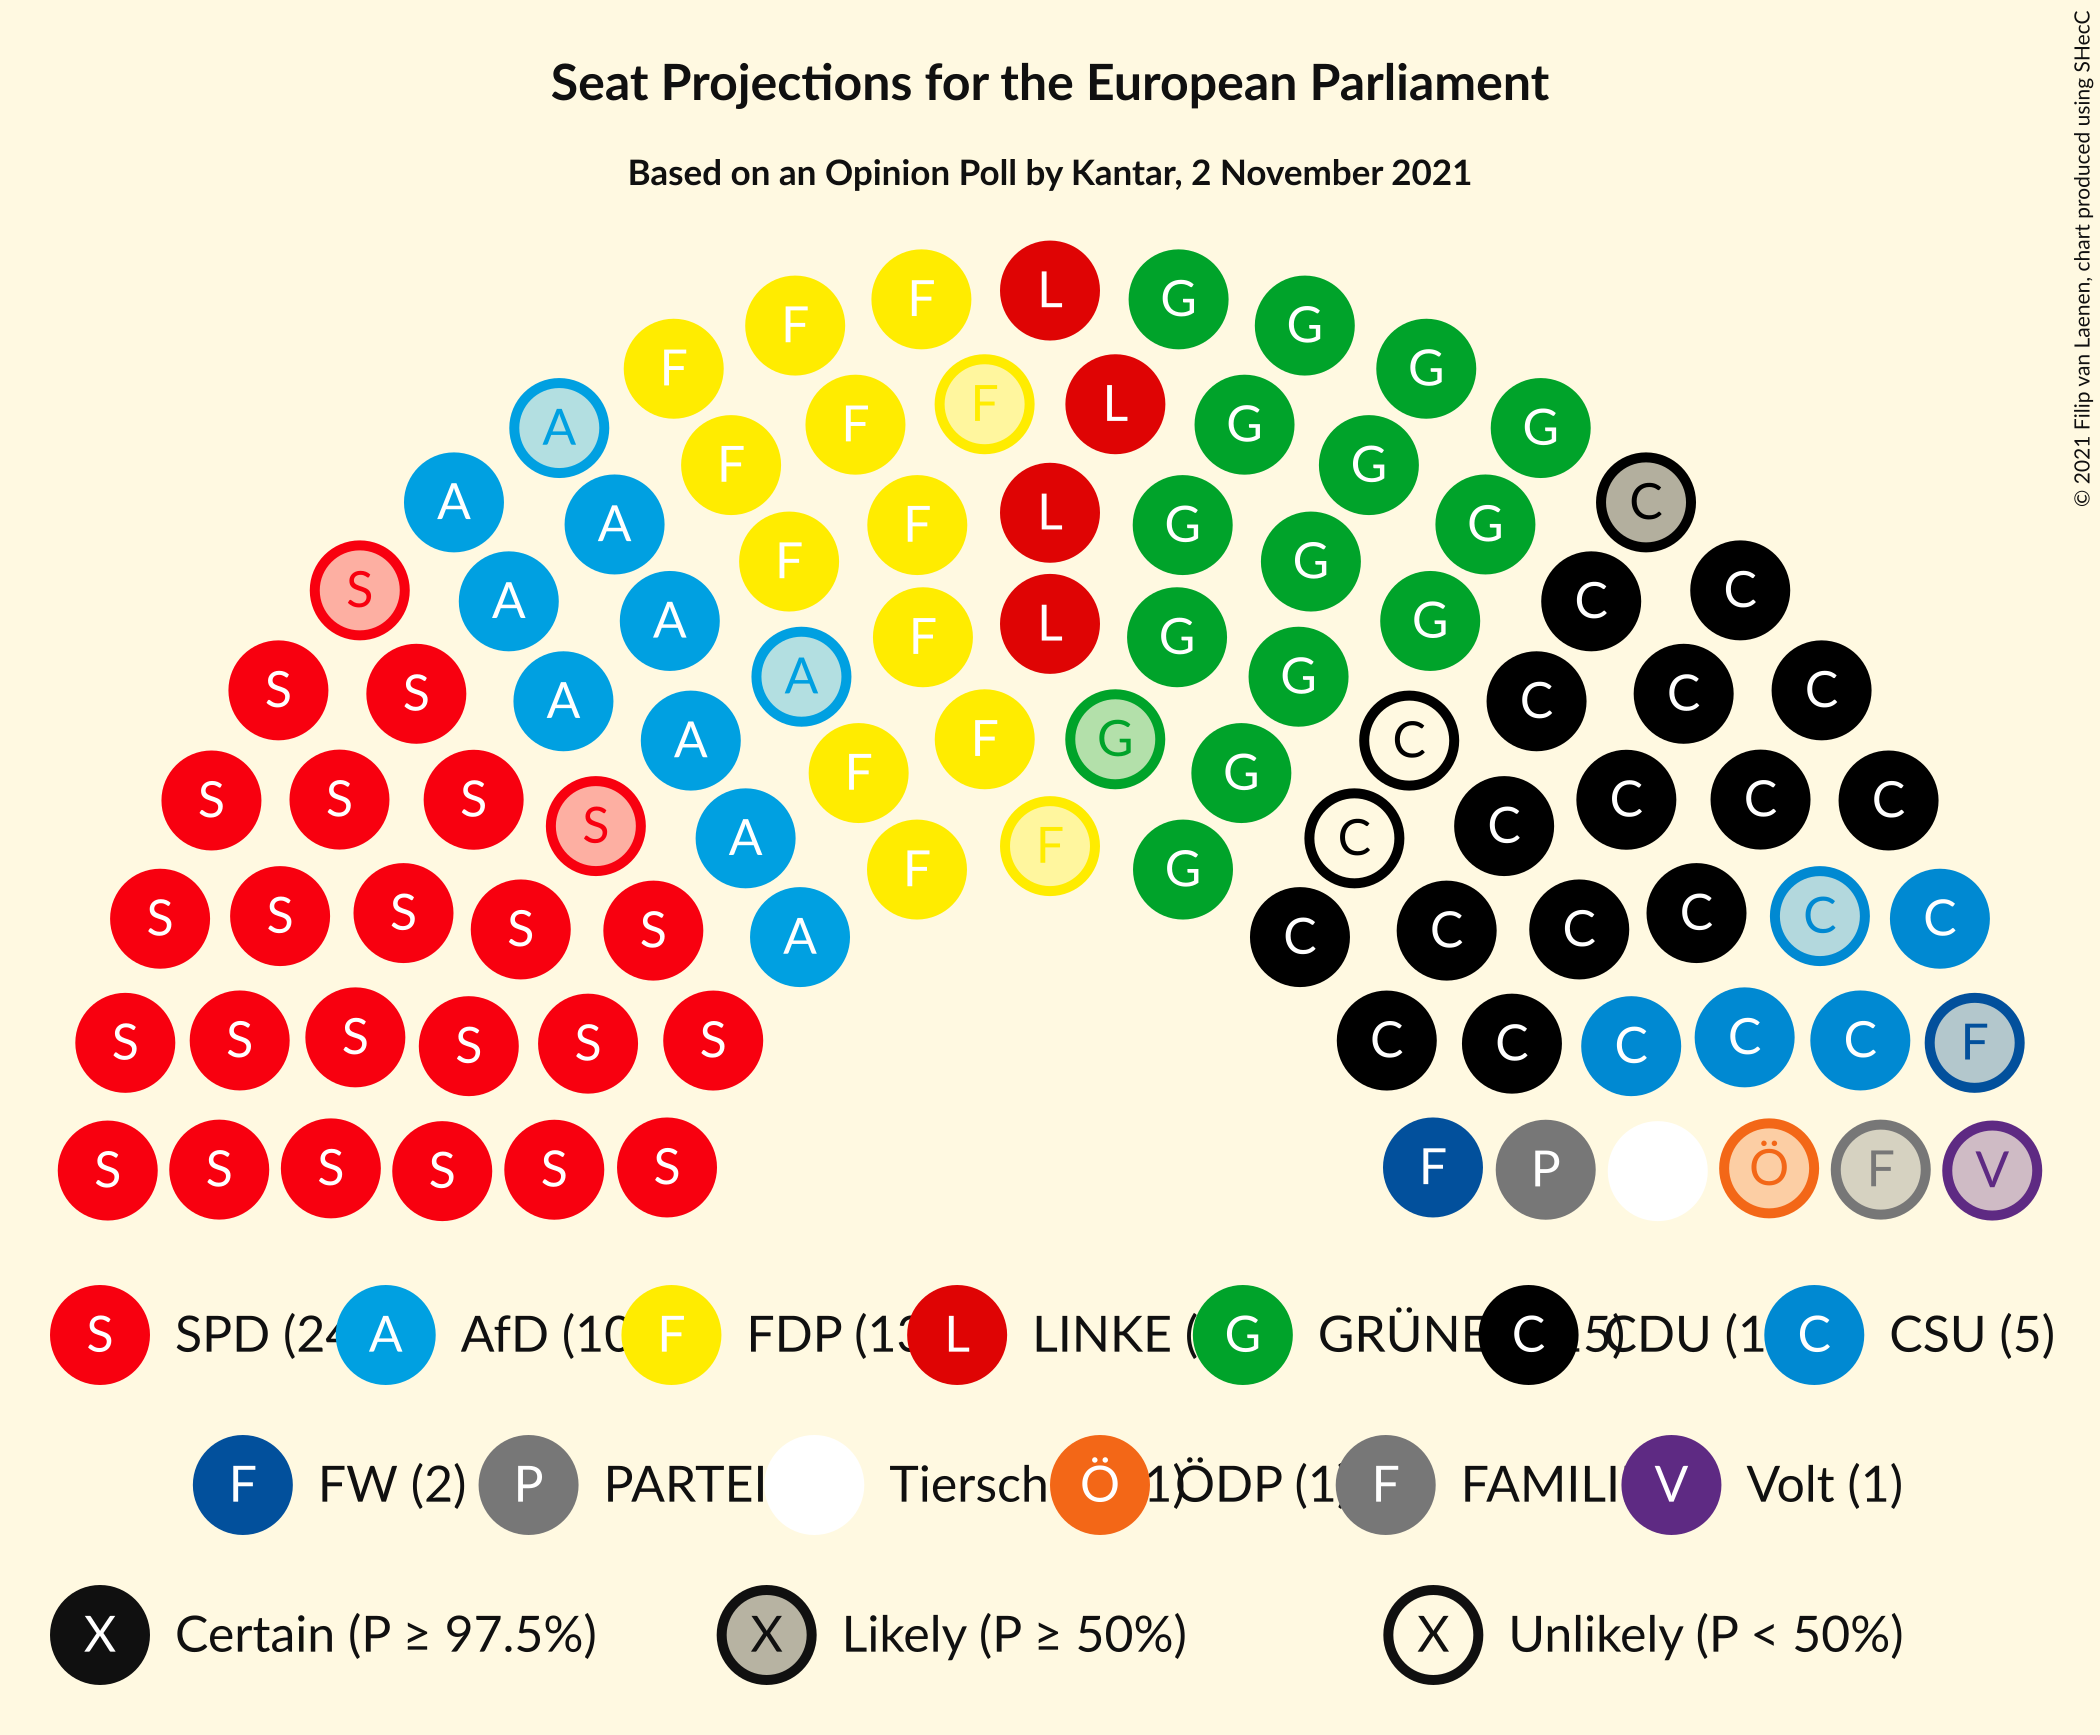 Seat Projections for the European Parliament
Based on an Opinion Poll by Kantar, 2 November 2021
© 2021 Filip van Laenen, chart produced using SHecC
L
F G
F G
F G
F L
A G
F G
F G
A C
F L G
A A G
F G
S C
A C
A G
F L G
F G
S S A C C
A C
F G
A C
S S S F G C C C
S A C C
F G
S S S S S A C C C C C C
S S S S S S C C C C C F
S S S S S S F P Ö F V
S SPD (24 A AfD (10 F FDP (13 L LINKE ( G GRÜNE C 5) CDU (1 C CSU (5)
F FW (2) P PARTEI Tiersch Ö 1) ÖDP (1 F FAMILI V Volt (1)
X Certain (P ≥ 97.5%) X Likely (P ≥ 50%) X Unlikely (P < 50%)